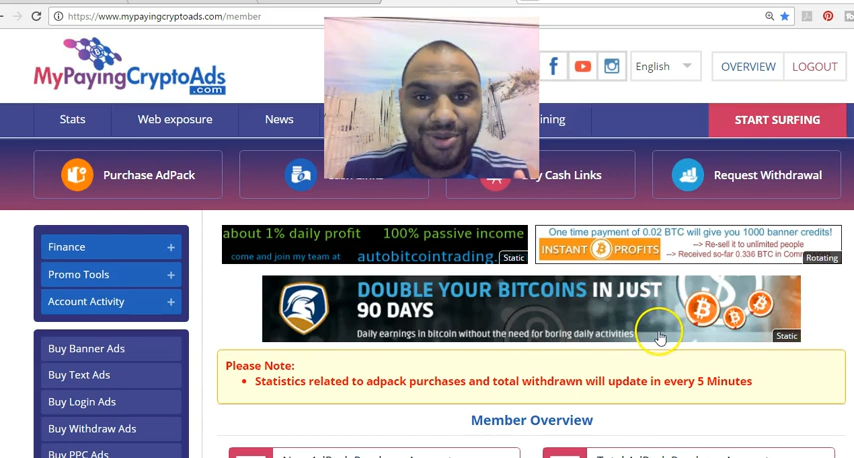 https://www.mypayingcryptoads.com/member
MyPayingCryptoAds
.com
English
OVERVIEW
LOGOUT
Stats
Web exposure
News
START SURFING
Purchase AdPack
Cash Links
Request Withdrawal
Finance
Promo Tools
Account Activity
about 1% daily profit 100% passive income
come and join my team at autobitcointrading.
Static
One time payment of 0.02 BTC will give you 1000 banner credits!
INSTANT PROFITS
--> Re-sell it to unlimited people
--> Received so-far 0.336 BTC in Comm
Rotating
DOUBLE YOUR BITCOINS IN JUST
90 DAYS
Daily earnings in bitcoin without the need for boring daily activities
Static
Buy Banner Ads
Buy Text Ads
Buy Login Ads
Buy Withdraw Ads
Buy PPC Ads
Please Note:
Statistics related to adpack purchases and total withdrawn will update in every 5 Minutes
Member Overview